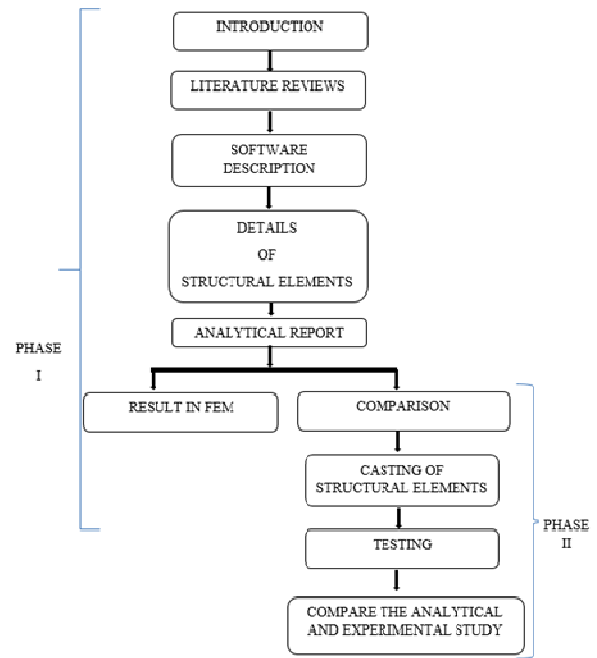 INTRODUCTION
LITERATURE REVIEWS
SOFTWARE
DESCRIPTION
DETAILS
OF
STRUCTURAL ELEMENTS
ANALYTICAL REPORT
PHASE
I
RESULT IN FEM
COMPARISON
CASTING OF
STRUCTURAL ELEMENTS
PHASE
II
TESTING
COMPARE THE ANALYTICAL
AND EXPERIMENTAL STUDY